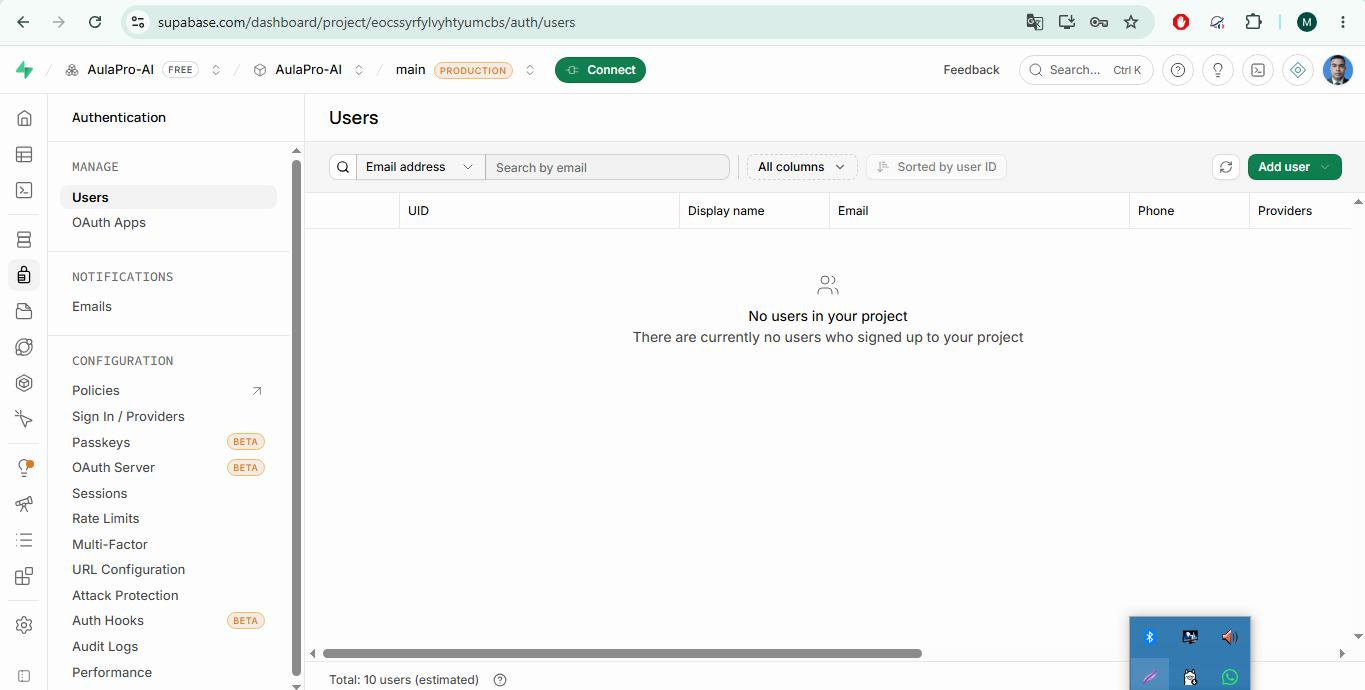 supabase.com/dashboard/project/eocssyrfylvyhtyumcbs/auth/users
M
AulaPro-AI FREE AulaPro-AI main PRODUCTION Connect Feedback Search... Ctrl K
Authentication
MANAGE
Users
OAuth Apps
NOTIFICATIONS
Emails
CONFIGURATION
Policies
Sign In / Providers
Passkeys BETA
OAuth Server BETA
Sessions
Rate Limits
Multi-Factor
URL Configuration
Attack Protection
Auth Hooks BETA
Audit Logs
Performance
Users
Email address Search by email All columns Sorted by user ID Add user
UID Display name Email Phone Providers
No users in your project
There are currently no users who signed up to your project
Total: 10 users (estimated)